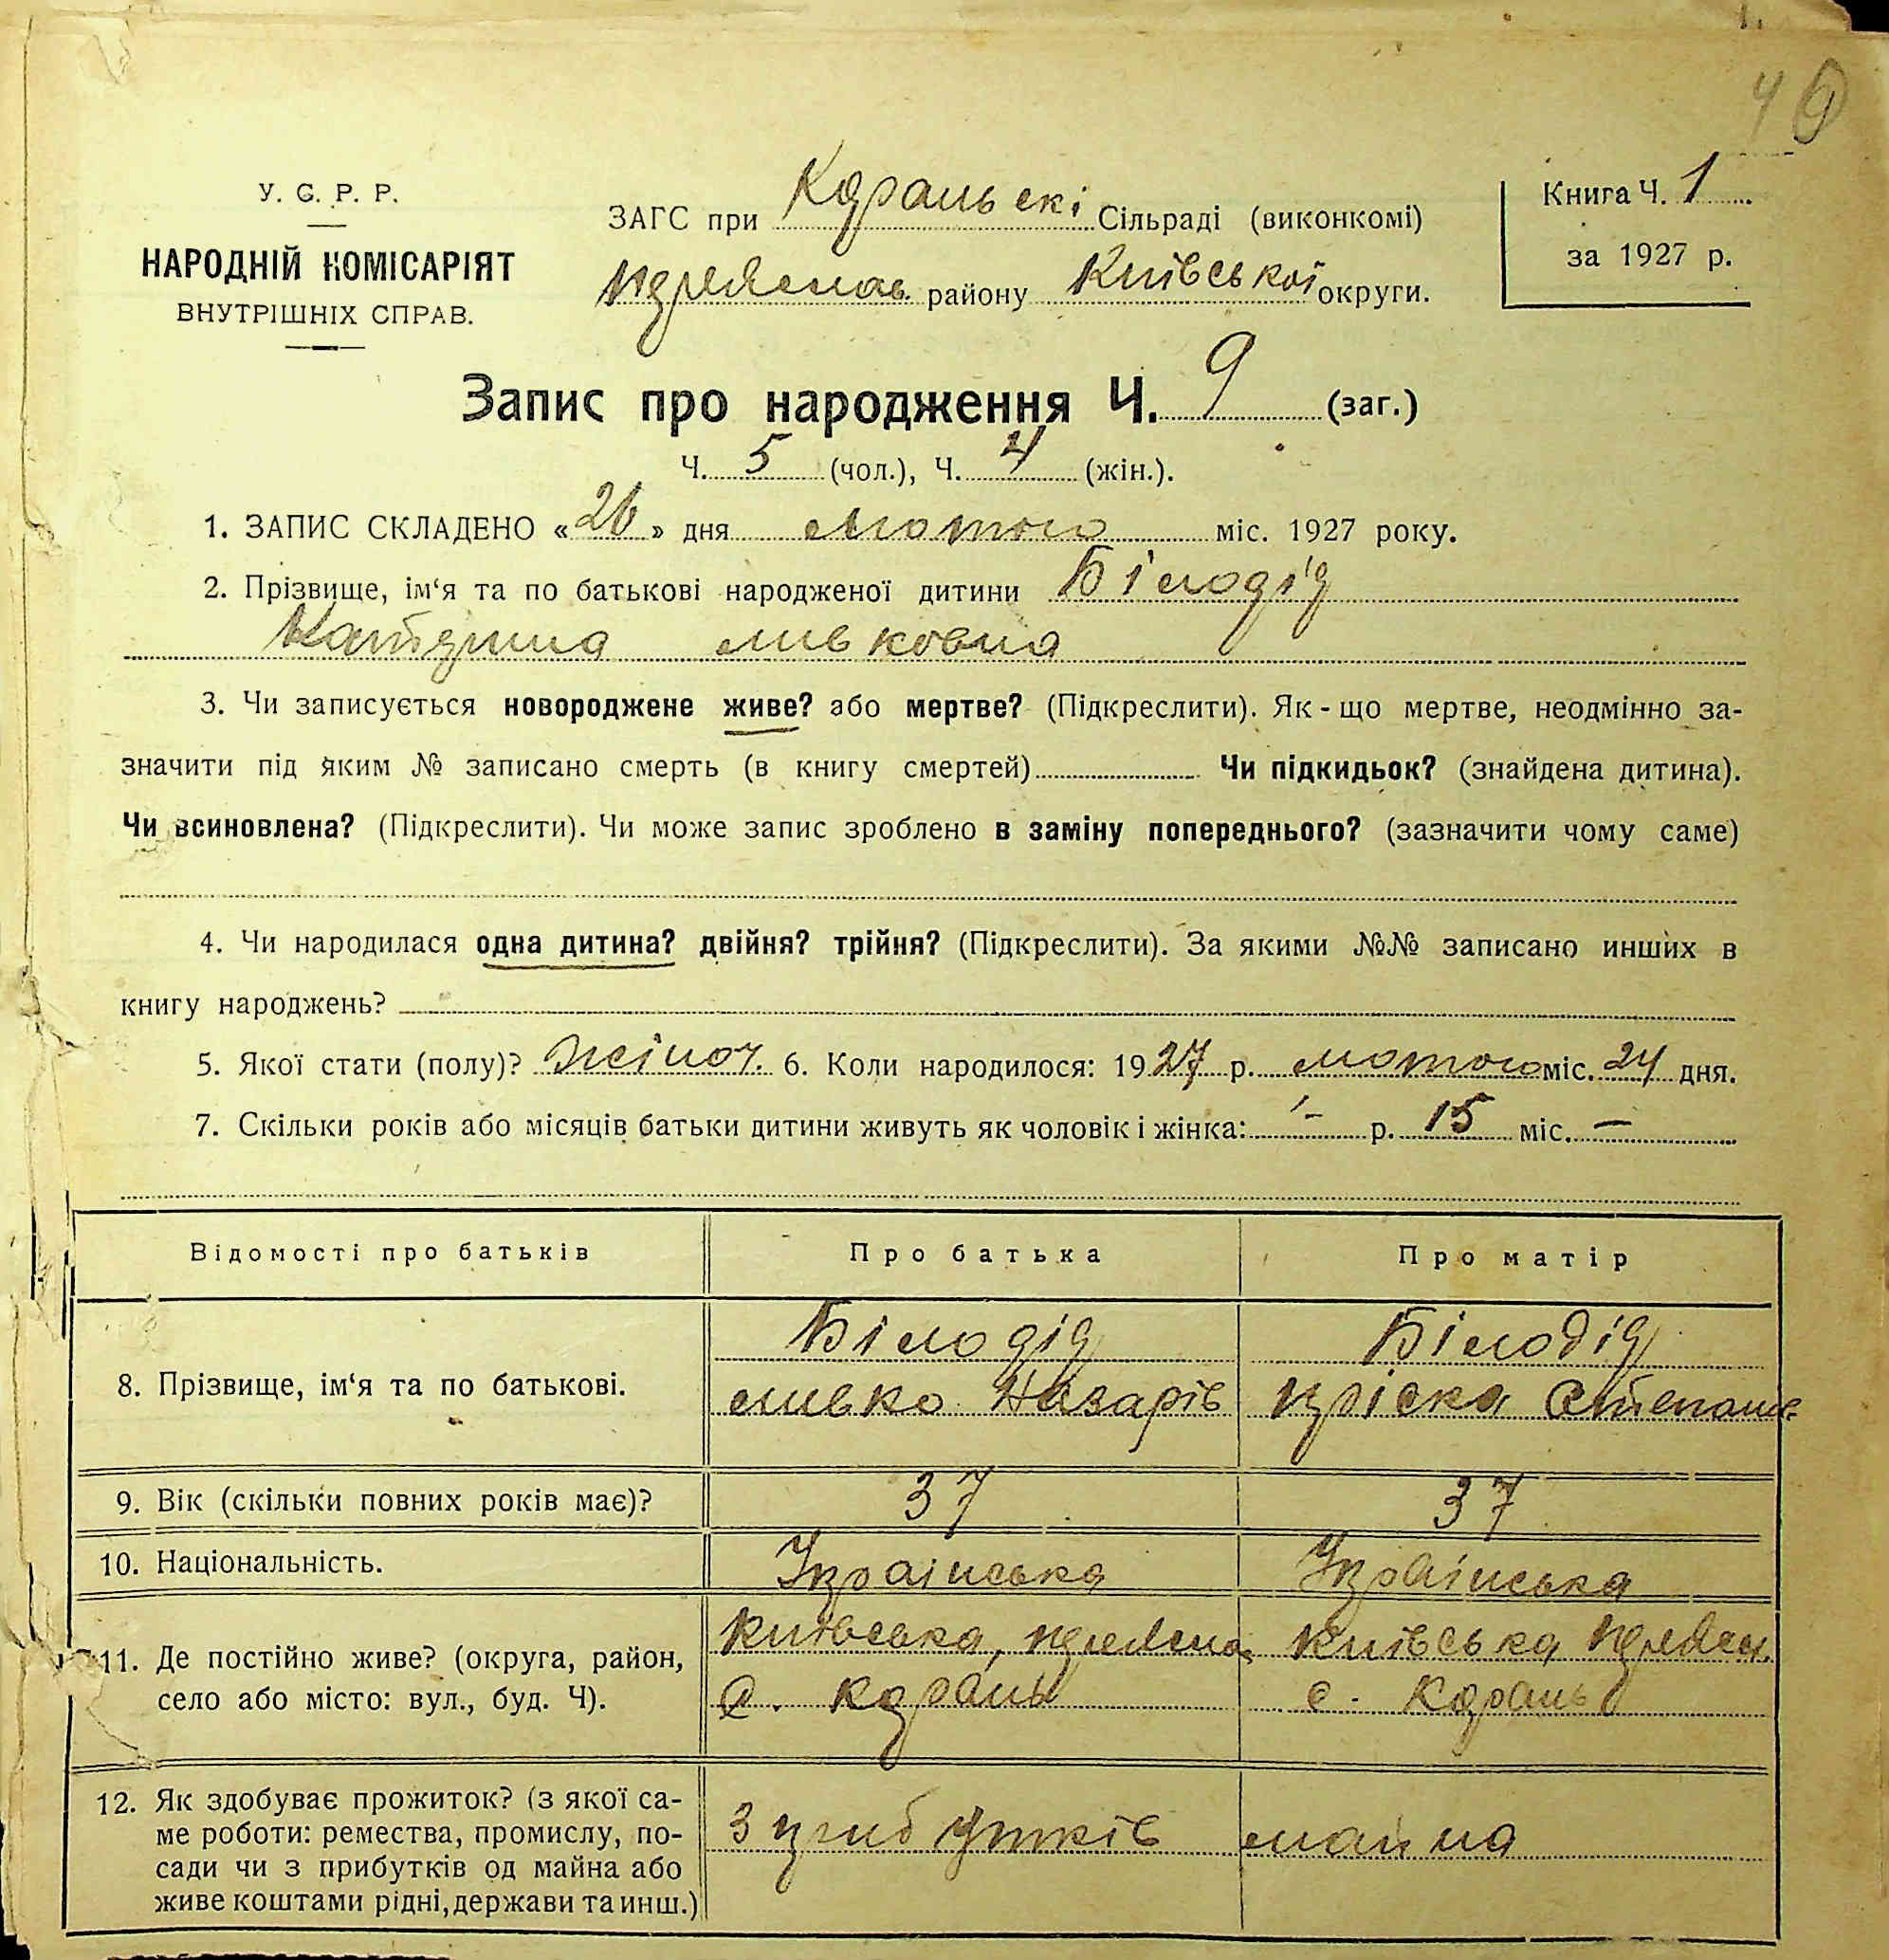 4
У. С. Р. Р.
НАРОДНІЙ КОМІСАРІЯТ
ВНУТРІШНІХ СПРАВ.
ЗАГС при Каранській Сільраді (виконкомі)
Переяслав. району Київської округи.
Книга Ч. 1
за 1927 р.
Запис про народження Ч. 9 (заг.)
Ч. 5 (чол.), Ч. 4 (жін.).
1. ЗАПИС СКЛАДЕНО «26» дня лютого міс. 1927 року.
2. Прізвище, ім‘я та по батькові народженої дитини Білодід
Катерина
3. Чи записується новороджене живе? або мертве? (Підкреслити). Як-що мертве, неодмінно за-
значити під яким № записано смерть (в книгу смертей) Чи підкидьок? (знайдена дитина).
Чи всиновлена? (Підкреслити). Чи може запис зроблено в заміну попереднього? (зазначити чому саме)
4. Чи народилася одна дитина? двійня? трійня? (Підкреслити). За якими №№ записано инших в
книгу народжень?
5. Якої стати (полу)? жіноч. 6. Коли народилося: 1927 р. лютого міс. 24 дня.
7. Скільки років або місяців батьки дитини живуть як чоловік і жінка: – р. 15 міс. –
Відомості про батьків Про батька Про матір
8. Прізвище, ім‘я та по батькові.
Білодід
Назарів
Білодід
Пріска Степанів
9. Вік (скільки повних років має)? 37 37
10. Національність. Українська Українська
11. Де постійно живе? (округа, район,
село або місто: вул., буд. Ч).
Київська, Переяслав
с. Карань
Київська Переясл.
с. Карань
12. Як здобуває прожиток? (з якої са-
ме роботи: ремества, промислу, по-
сади чи з прибутків од майна або
живе коштами рідні, держави та инш.)
З прибутків майна